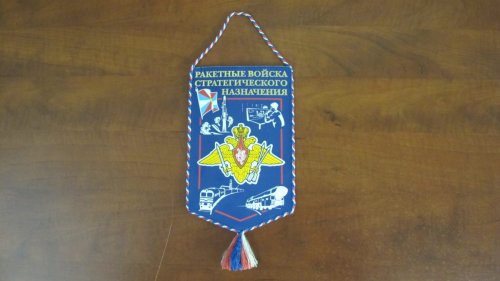 РАКЕТНЫЕ ВОЙСКА
СТРАТЕГИЧЕСКОГО
НАЗНАЧЕНИЯ